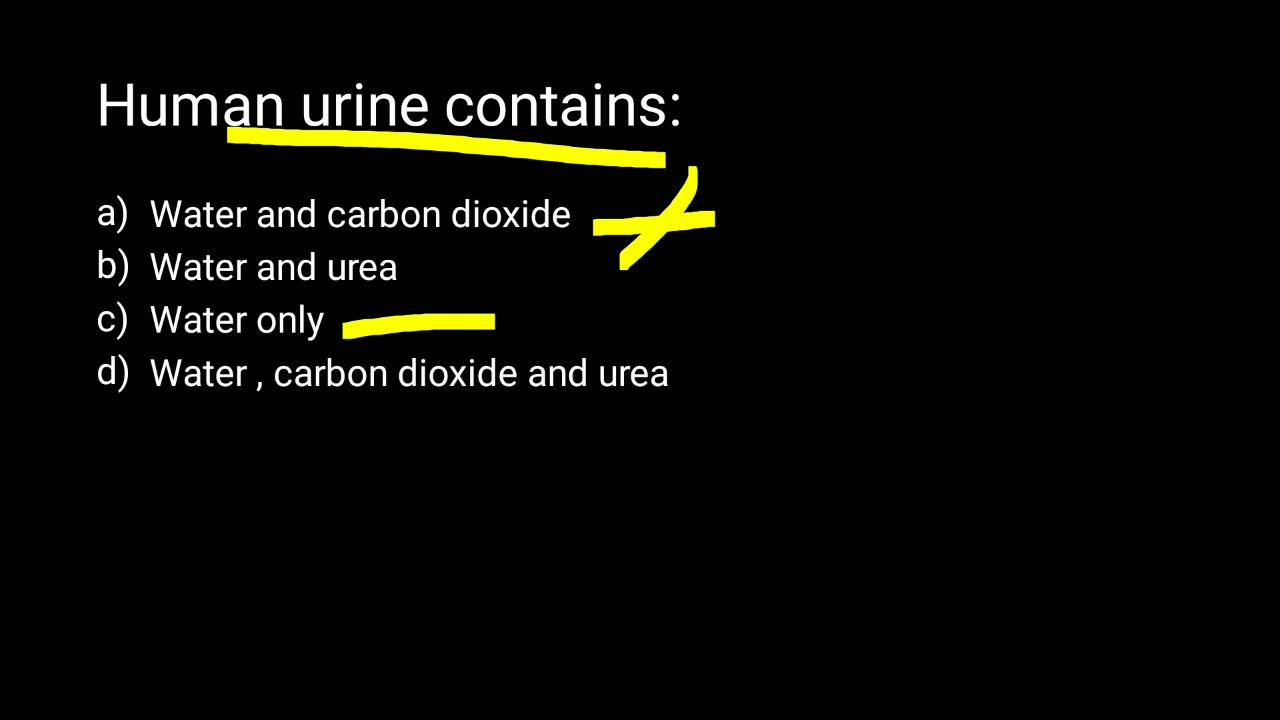 Human urine contains:
a) Water and carbon dioxide
b) Water and urea
c) Water only
d) Water , carbon dioxide and urea